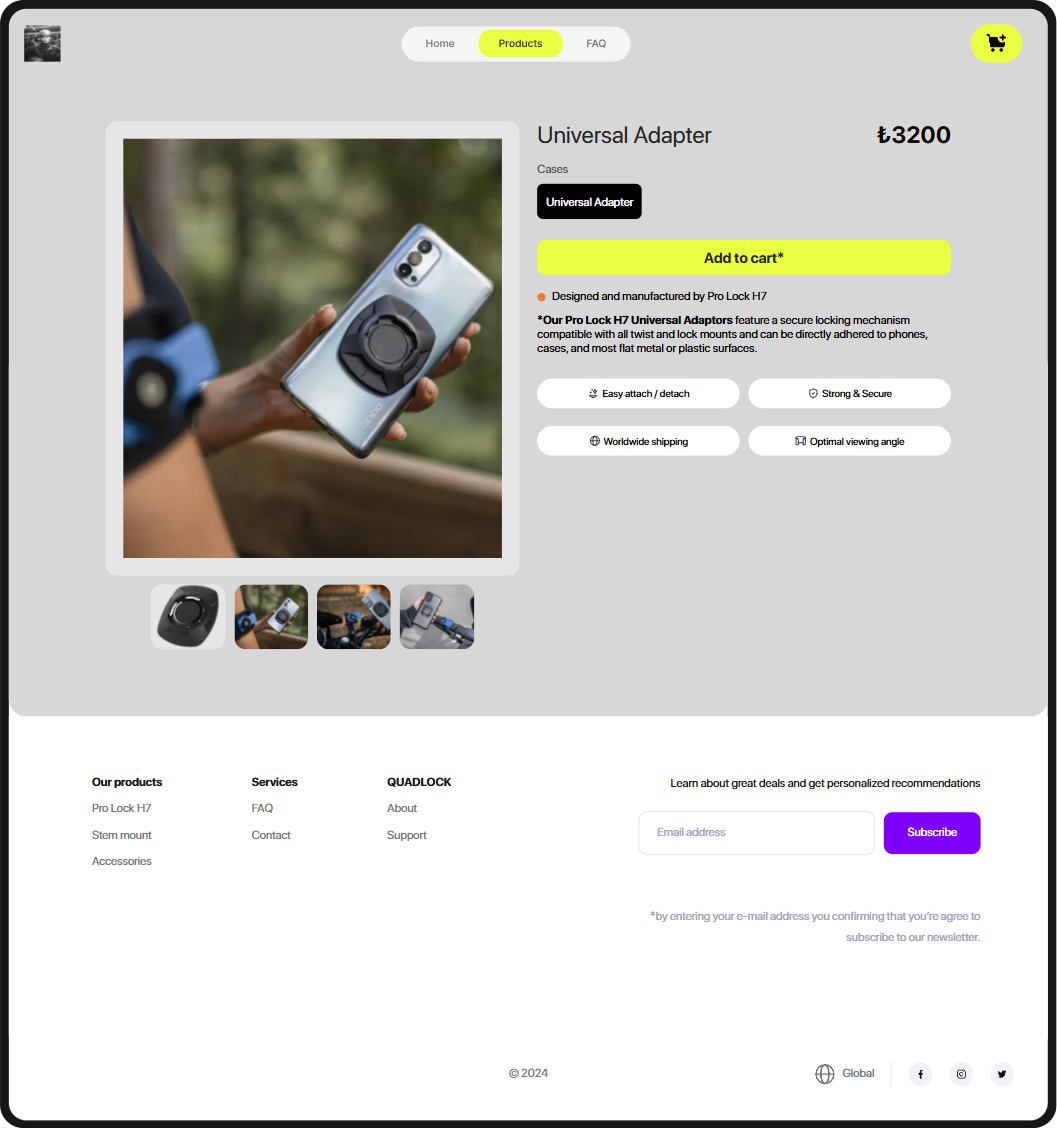 Home
Products
FAQ
Universal Adapter
₺3200
Cases
Universal Adapter
Add to cart*
Designed and manufactured by Pro Lock H7
*Our Pro Lock H7 Universal Adaptors feature a secure locking mechanism
compatible with all twist and lock mounts and can be directly adhered to phones,
cases, and most flat metal or plastic surfaces.
Easy attach / detach
Strong & Secure
Worldwide shipping
Optimal viewing angle
oppo
Our products
Pro Lock H7
Stem mount
Accessories
Services
FAQ
Contact
QUADLOCK
About
Support
Learn about great deals and get personalized recommendations
Email address
Subscribe
*by entering your e-mail address you confirming that you're agree to
subscribe to our newsletter.
© 2024
Global